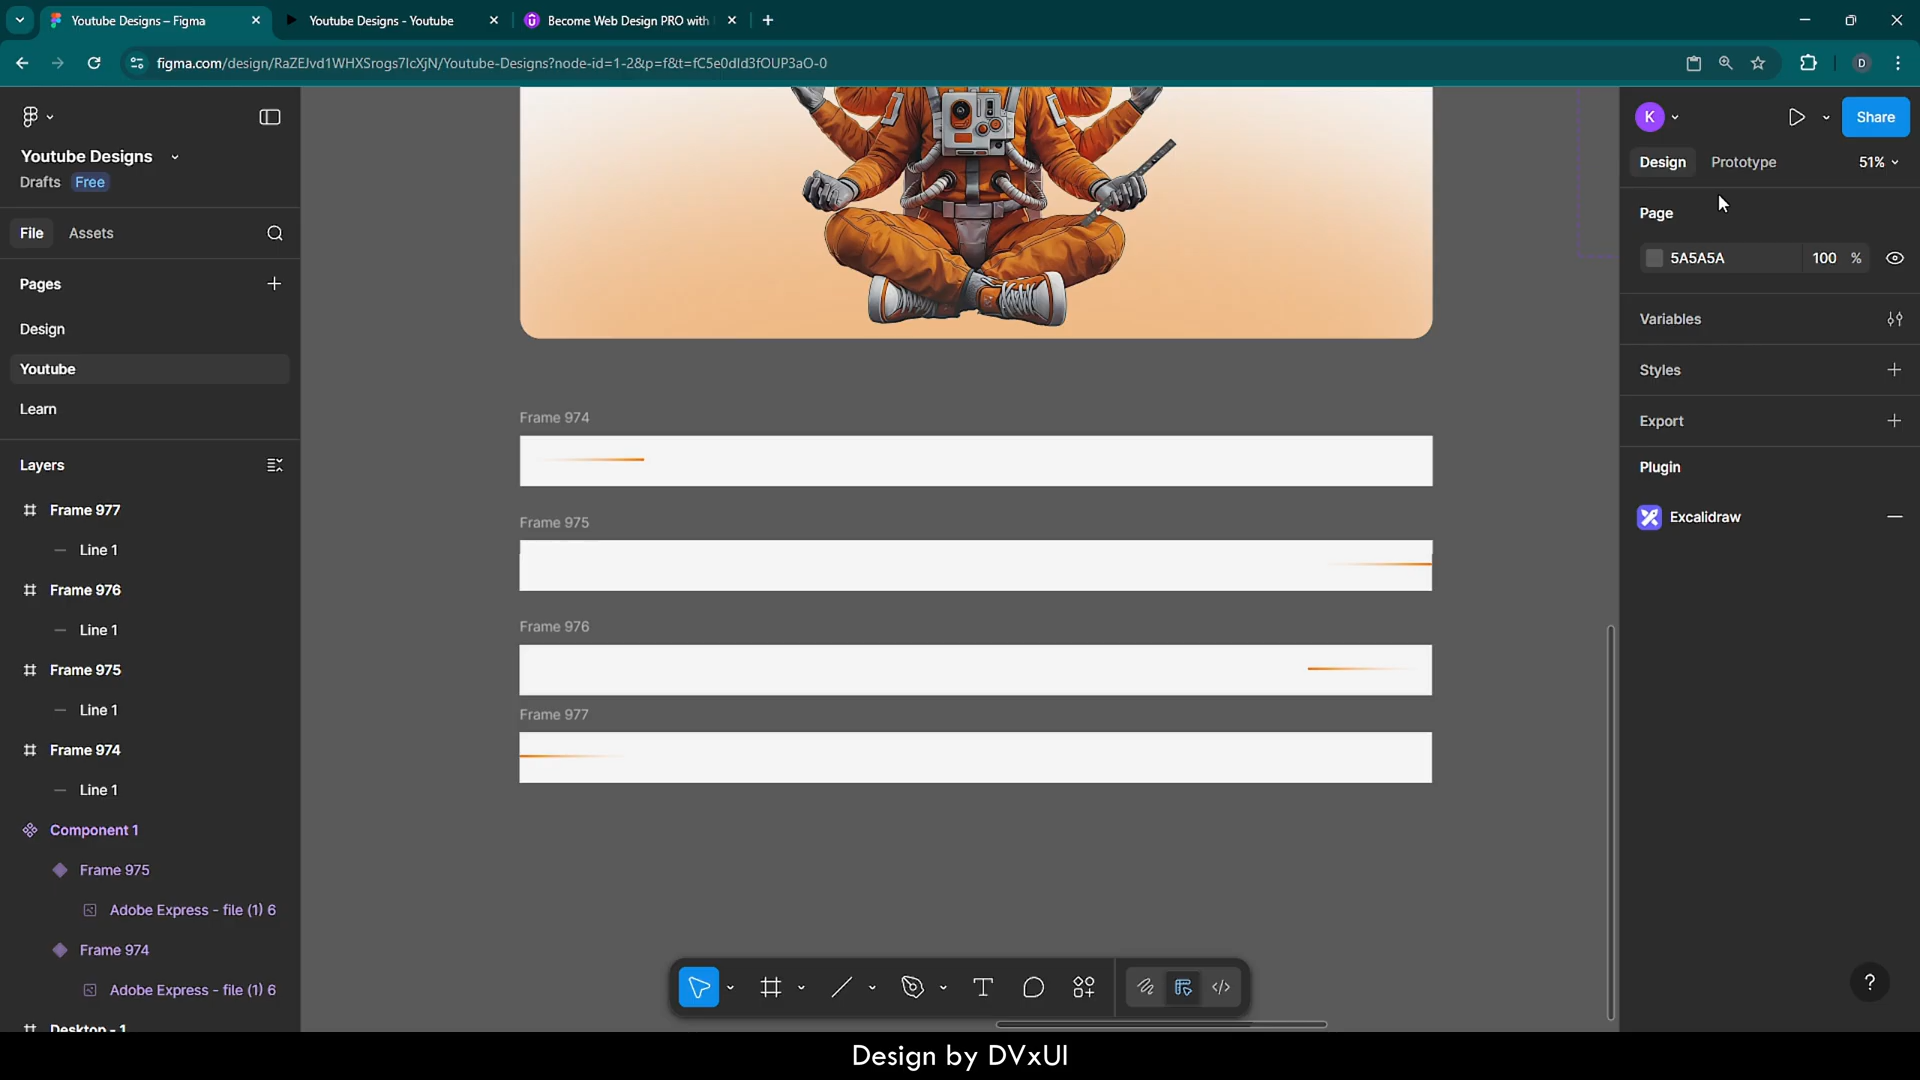 Youtube Designs – Figma
Youtube Designs - Youtube
Become Web Design PRO with
figma.com/design/RaZEJvd1WHXSrogs7IcXjN/Youtube-Designs?node-id=1-2&p=f&t=fC5e0dId3fOUP3aO-0
D
Youtube Designs
Drafts
Free
K
Share
Design
Prototype
51%
File
Assets
Page
5A5A5A
100
%
Pages
Design
Youtube
Learn
Variables
Styles
Export
Plugin
Excalidraw
Layers
Frame 977
Line 1
Frame 976
Line 1
Frame 975
Line 1
Frame 974
Line 1
Component 1
Frame 975
Adobe Express - file (1) 6
Frame 974
Adobe Express - file (1) 6
Desktop - 1
Frame 974
Frame 975
Frame 976
Frame 977
?
Design by DVxUI